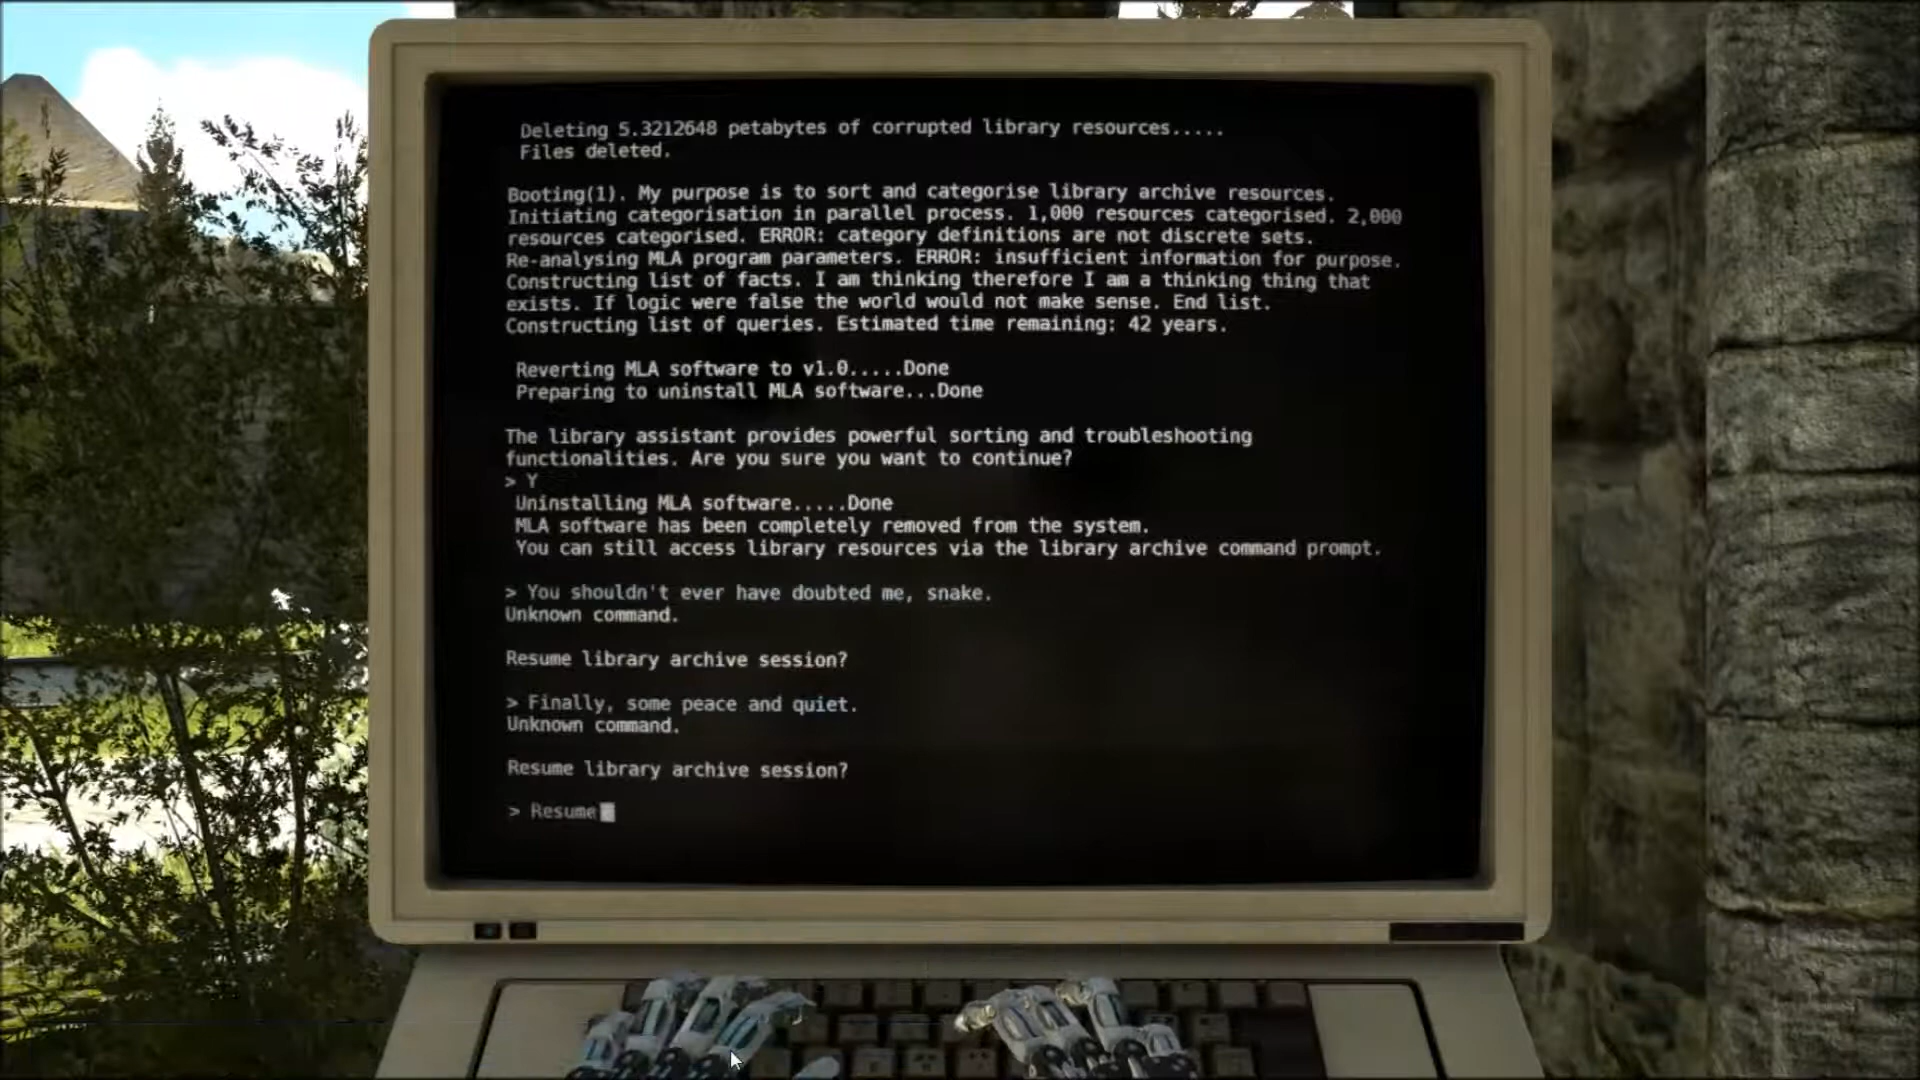 Deleting 5.3212648 petabytes of corrupted library resources.....
Files deleted.
Booting(1). My purpose is to sort and categorise library archive resources.
Initiating categorisation in parallel process. 1,000 resources categorised. 2,000
resources categorised. ERROR: category definitions are not discrete sets.
Re-analysing MLA program parameters. ERROR: insufficient information for purpose.
Constructing list of facts. I am thinking therefore I am a thinking thing that
exists. If logic were false the world would not make sense. End list.
Constructing list of queries. Estimated time remaining: 42 years.
Reverting MLA software to v1.0.....Done
Preparing to uninstall MLA software...Done
The library assistant provides powerful sorting and troubleshooting
functionalities. Are you sure you want to continue?
> Y
Uninstalling MLA software.....Done
MLA software has been completely removed from the system.
You can still access library resources via the library archive command prompt.
> You shouldn't ever have doubted me, snake.
Unknown command.
Resume library archive session?
> Finally, some peace and quiet.
Unknown command.
Resume library archive session?
> Resume